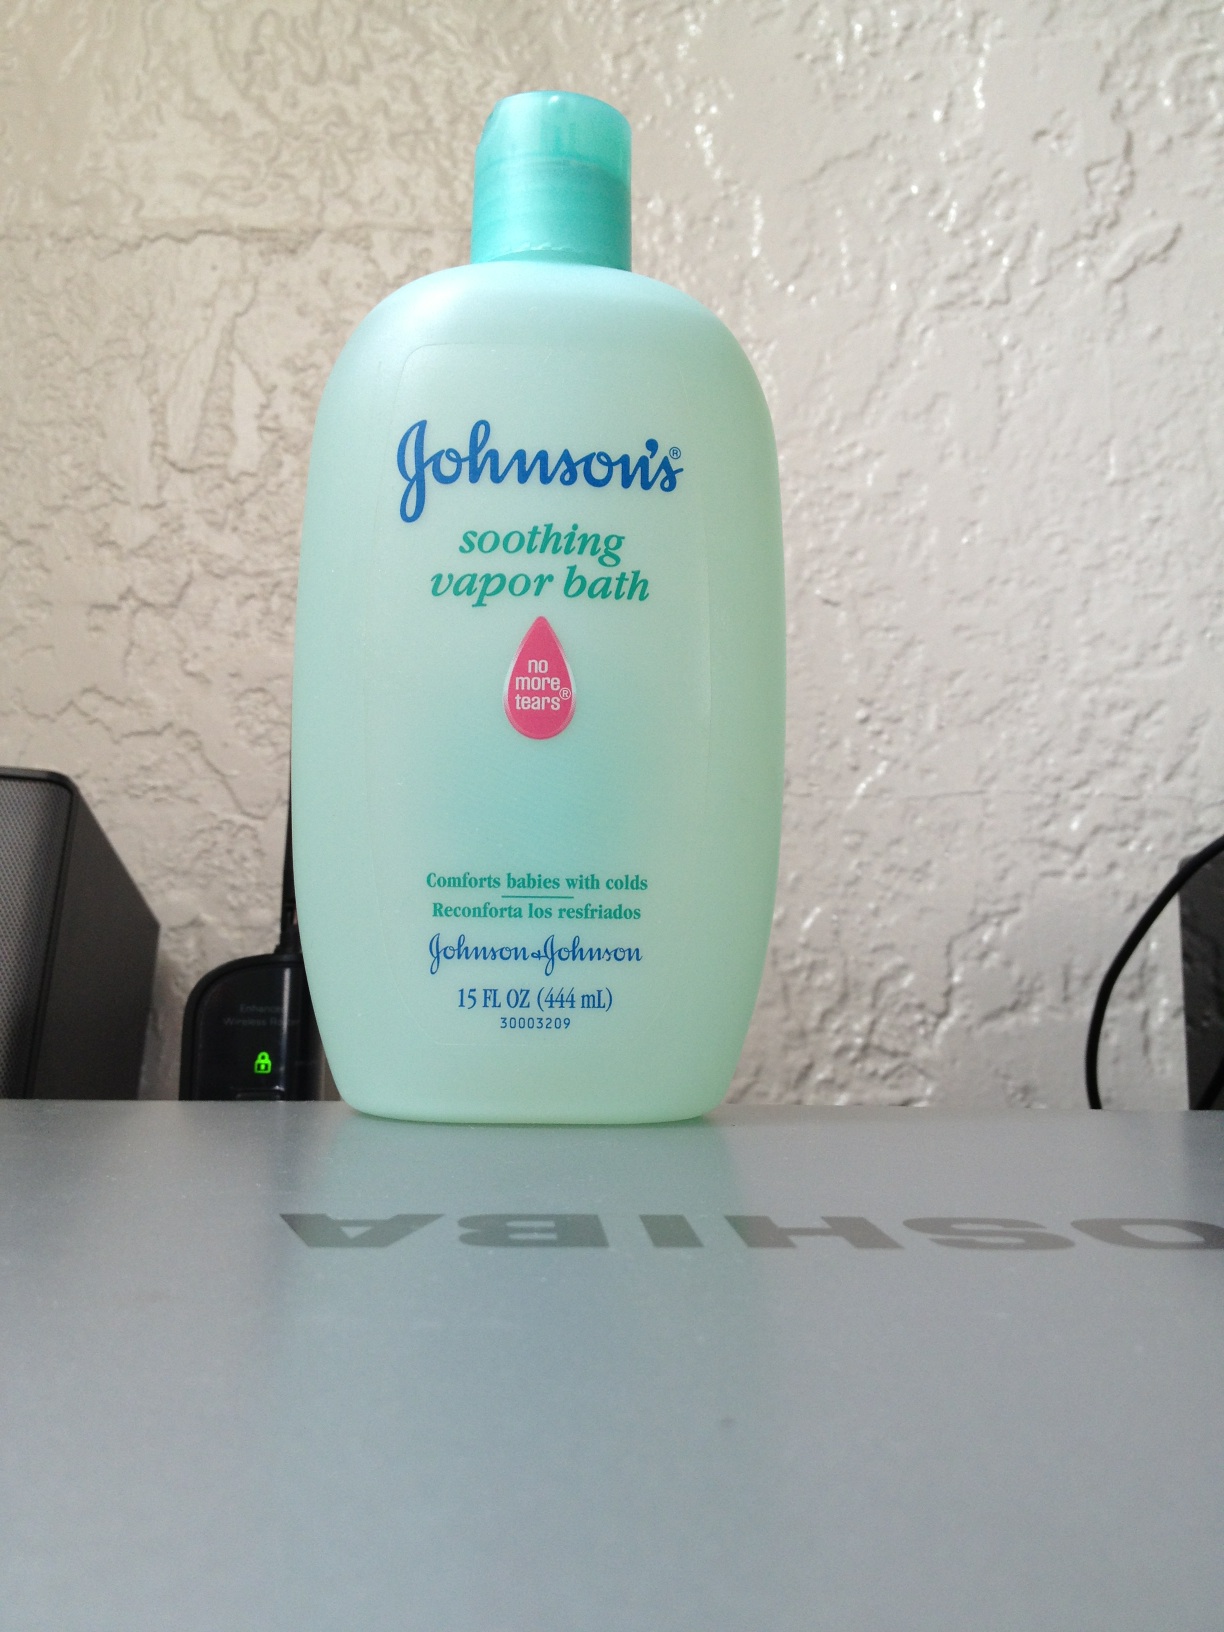 Johnson's®
soothing
vapor bath
no
more
tears®
Comforts babies with colds
Reconforta los resfriados
Johnson & Johnson
15 FL OZ (444 mL)
30003209
Wireless
OSHIBA